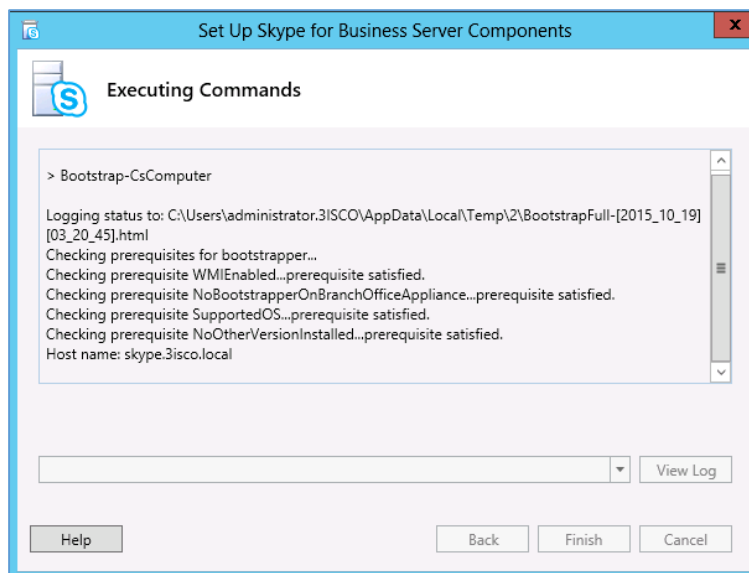 Set Up Skype for Business Server Components
x
S
Executing Commands
> Bootstrap-CsComputer
Logging status to: C:\Users\administrator.3ISCO\AppData\Local\Temp\2\BootstrapFull-[2015_10_19]
[03_20_45].html
Checking prerequisites for bootstrapper...
Checking prerequisite WMIEnabled...prerequisite satisfied.
Checking prerequisite NoBootstrapperOnBranchOfficeAppliance...prerequisite satisfied.
Checking prerequisite SupportedOS...prerequisite satisfied.
Checking prerequisite NoOtherVersionInstalled...prerequisite satisfied.
Host name: skype.3isco.local
View Log
Help
Back
Finish
Cancel